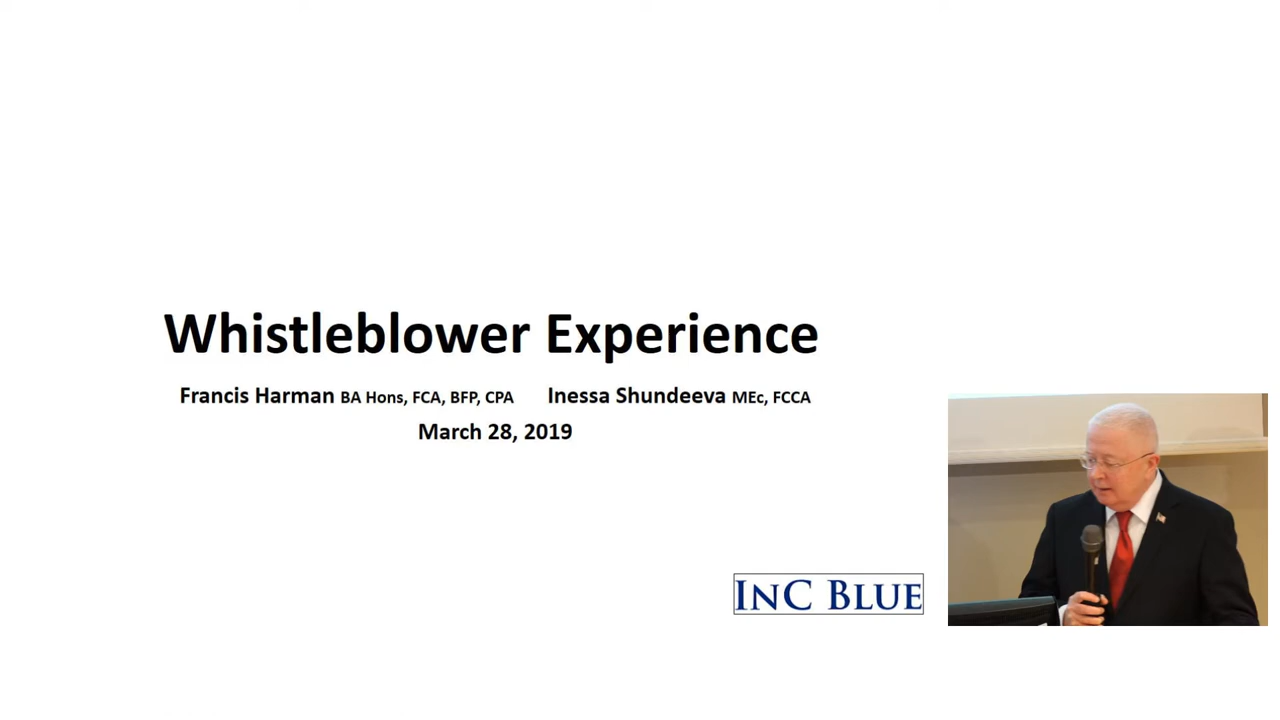 Whistleblower Experience
Francis Harman BA Hons, FCA, BFP, CPA Inessa Shundeeva MEc, FCCA
March 28, 2019
INC BLUE